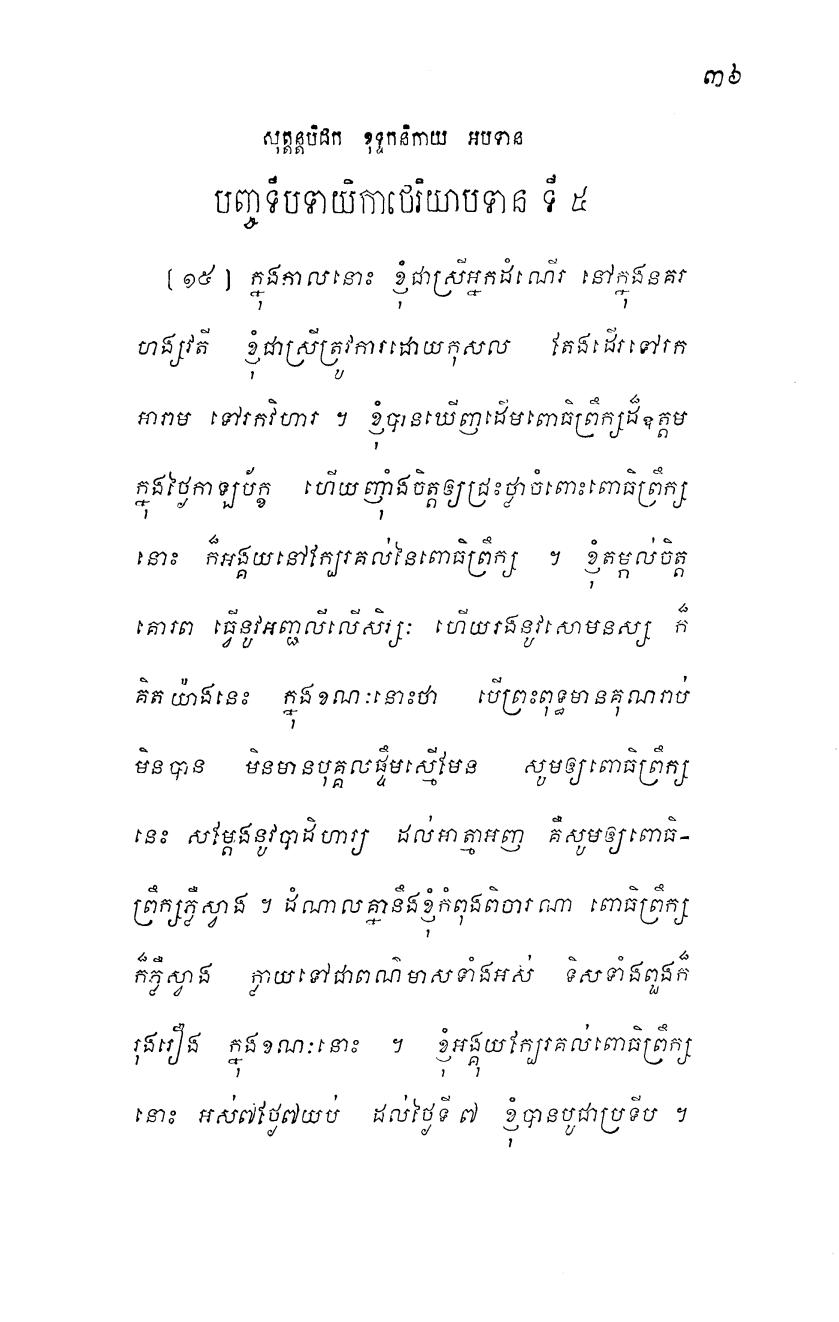 ៣៦
សុត្តន្តបិដក ខុទ្ទកនិកាយ អបទាន
បញ្ចទីបទាយិកាថេរិយាបទាន ទី ៥
[ ១៥ ] ក្នុងកាលនោះ ខ្ញុំជាស្រីអ្នកដំណើរ នៅក្នុងនគរ
ហង្សវតី ខ្ញុំជាស្រីត្រូវការដោយកុសល តែងដើរទៅរក
អារាម ទៅរកវិហារ ។ ខ្ញុំបានឃើញដើមពោធិព្រឹក្សដ៏ឧត្តម
ក្នុងថ្ងៃកាឡប័ក្ខ ហើយញ៉ាំងចិត្តឲ្យជ្រះថ្លាចំពោះពោធិព្រឹក្ស
នោះ ក៏អង្គុយនៅក្បែរគល់នៃពោធិព្រឹក្ស ។ ខ្ញុំតម្កល់ចិត្ត
គោរព ធ្វើនូវអញ្ជលីលើសិរ្សៈ ហើយរងនូវសោមនស្ស ក៏
គិតយ៉ាងនេះ ក្នុងខណៈនោះថា បើព្រះពុទ្ធមានគុណរាប់
មិនបាន មិនមានបុគ្គលផ្ទឹមស្មើមែន សូមឲ្យពោធិព្រឹក្ស
នេះ សម្តែងនូវបាដិហារ្យ ដល់អាត្មាអញ គឺសូមឲ្យពោធិ-
ព្រឹក្សភ្លឺស្វាង ។ ដំណាលគ្នានឹងខ្ញុំកំពុងពិចារណា ពោធិព្រឹក្ស
ក៏ភ្លឺស្វាង ក្លាយទៅជាពណ៌មាសទាំងអស់ ទិសទាំងពួងក៏
រុងរឿង ក្នុងខណៈនោះ ។ ខ្ញុំអង្គុយក្បែរគល់ពោធិព្រឹក្ស
នោះ អស់៧ថ្ងៃ៧យប់ ដល់ថ្ងៃទី ៧ ខ្ញុំបានបូជាប្រទីប ។